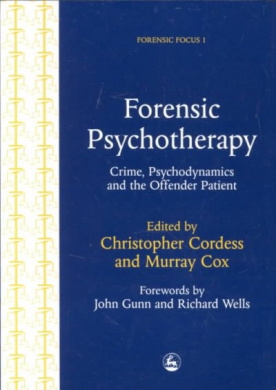 FORENSIC FOCUS 1
Forensic
Psychotherapy
Crime, Psychodynamics
and the Offender Patient
Edited by
Christopher Cordess
and Murray Cox
Forewords by
John Gunn and Richard Wells